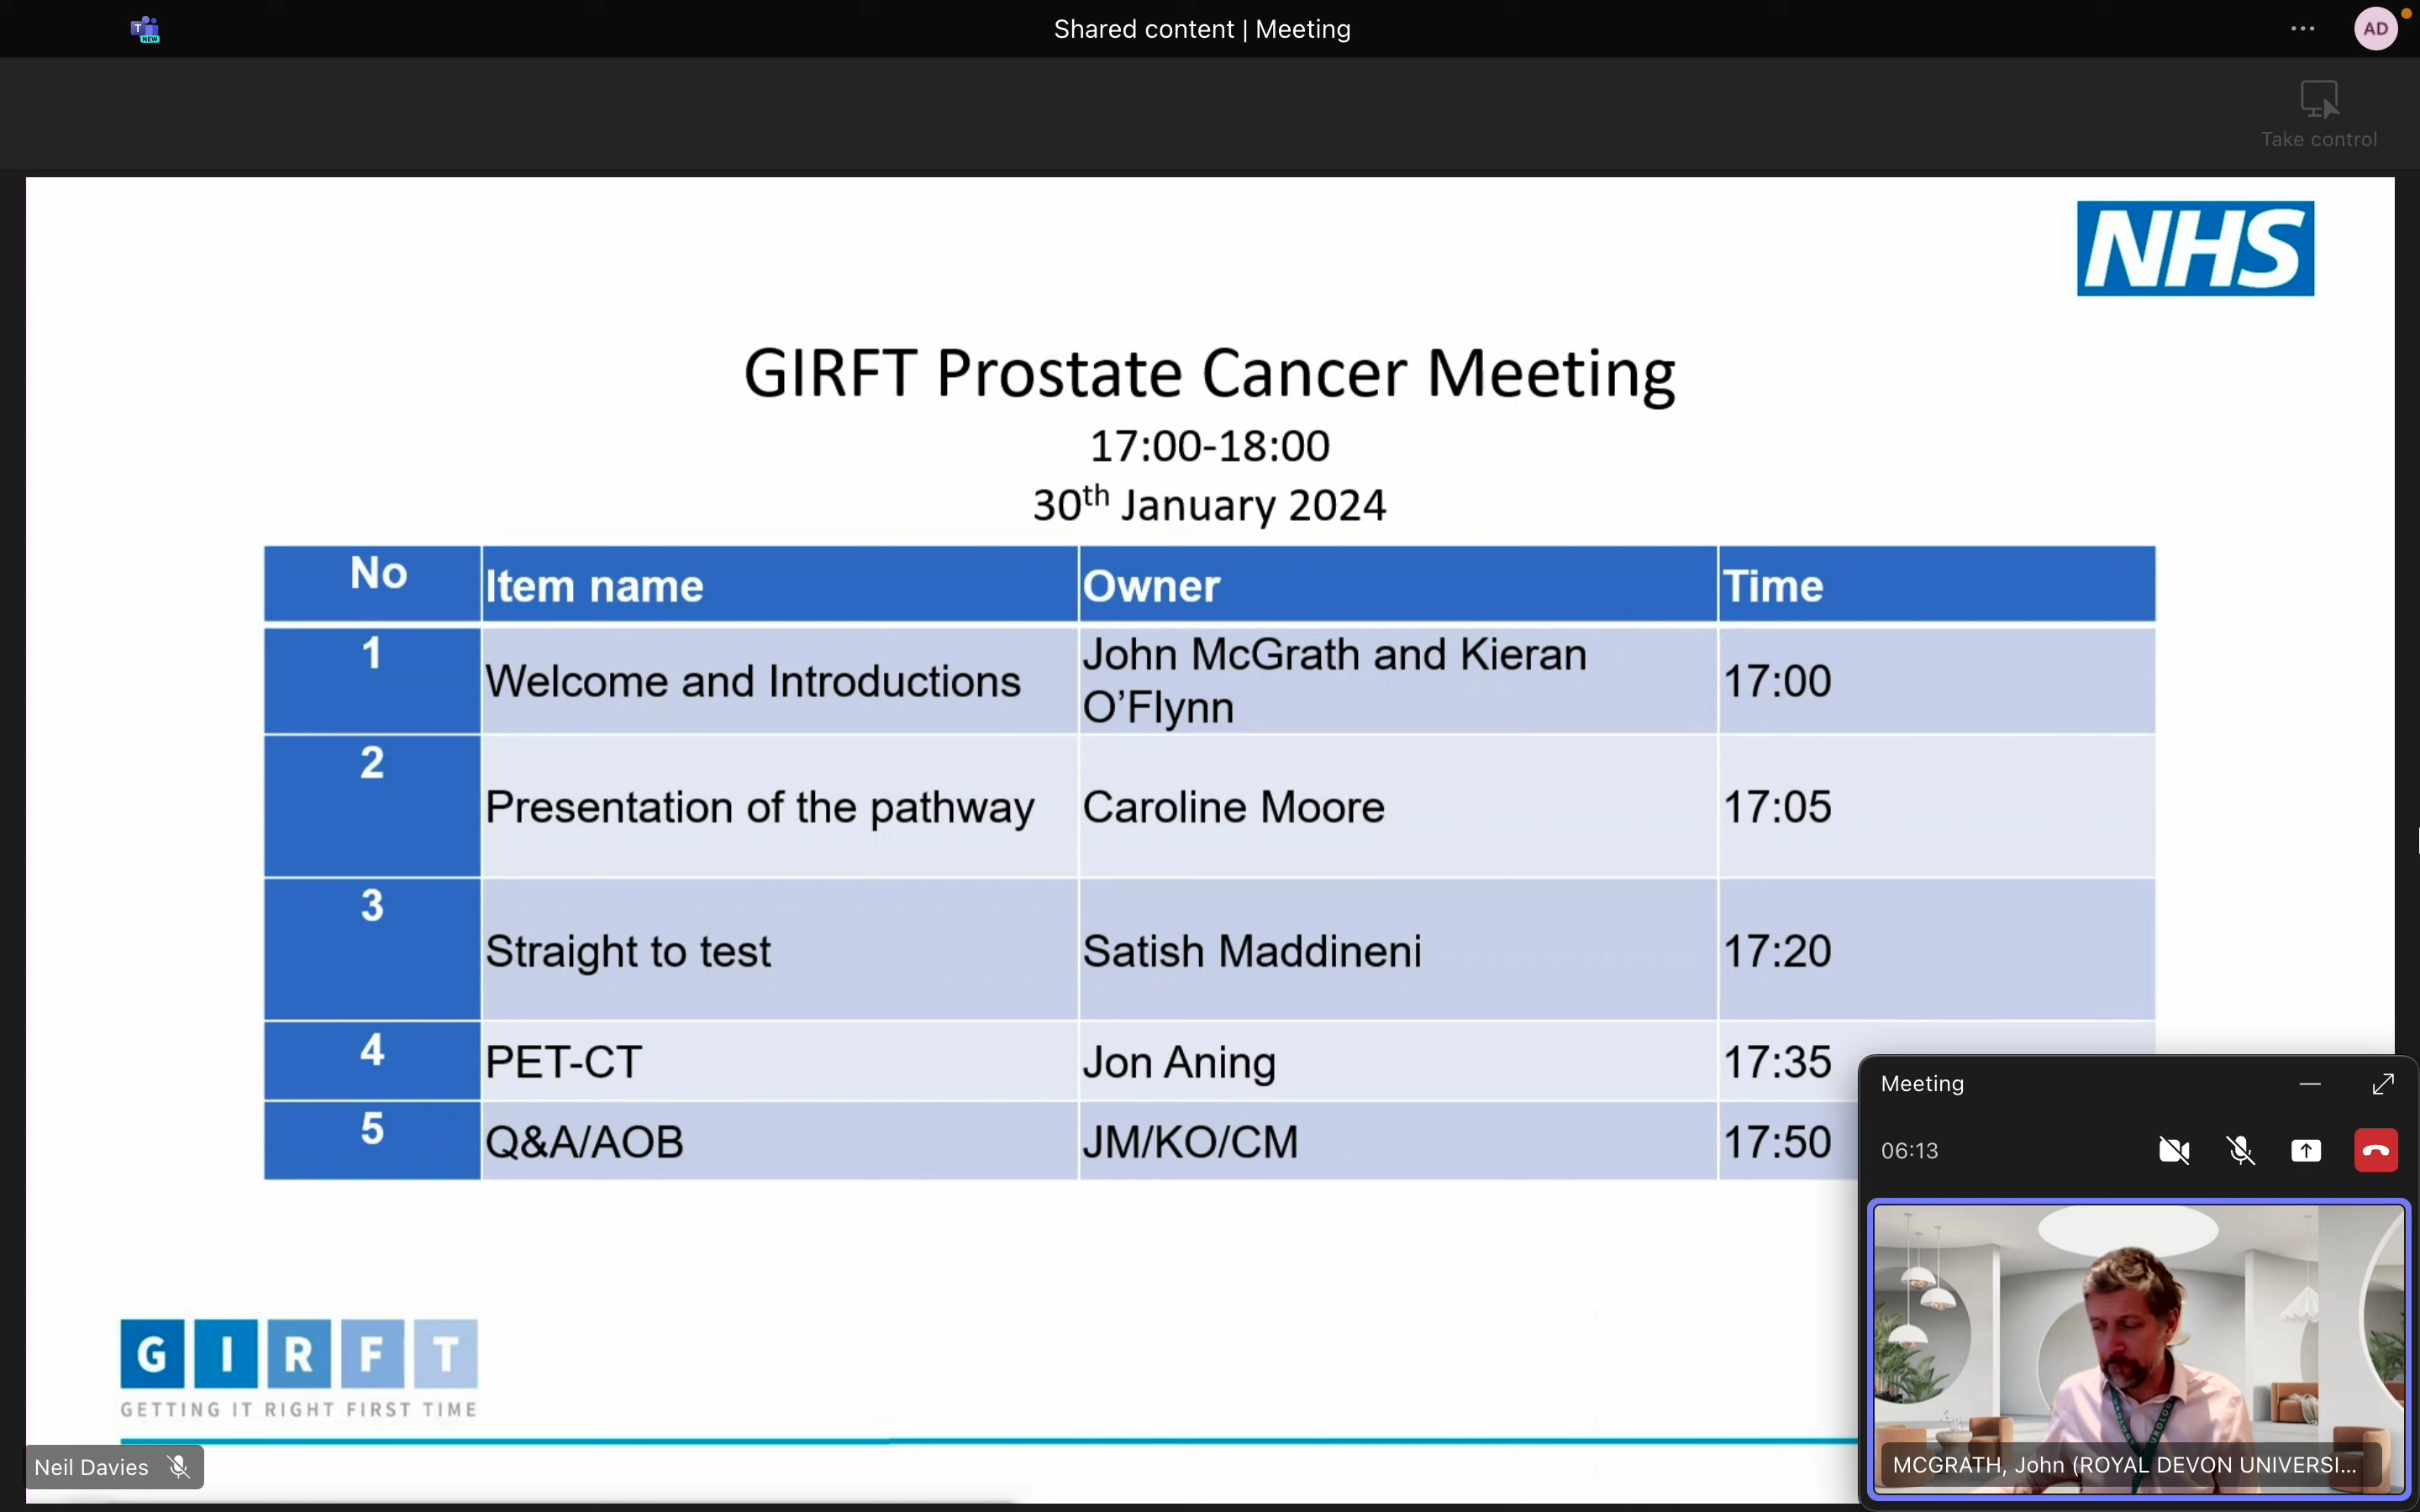 Shared content | Meeting
AD
Take control
NHS
GIRFT Prostate Cancer Meeting
17:00-18:00
30th January 2024
No Item name Owner Time
1 Welcome and Introductions John McGrath and Kieran O’Flynn 17:00
2 Presentation of the pathway Caroline Moore 17:05
3 Straight to test Satish Maddineni 17:20
4 PET-CT Jon Aning 17:35
5 Q&A/AOB JM/KO/CM 17:50
Meeting
06:13
MCGRATH, John (ROYAL DEVON UNIVERSI...
G I R F T
GETTING IT RIGHT FIRST TIME
Neil Davies